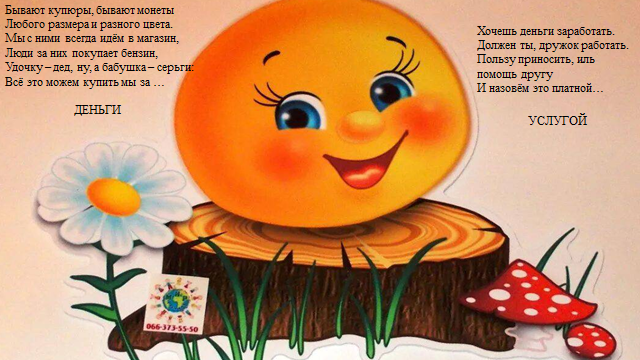 Бывают купюры, бывают монеты
Любого размера и разного цвета.
Мы с ними всегда идём в магазин,
Люди за них покупает бензин,
Удочку – дед, ну, а бабушка – серьги:
Всё это можем купить мы за …
ДЕНЬГИ
Хочешь деньги заработать.
Должен ты, дружок работать.
Пользу приносить, иль
помощь другу
И назовём это платной…
УСЛУГОЙ
066-373-55-50